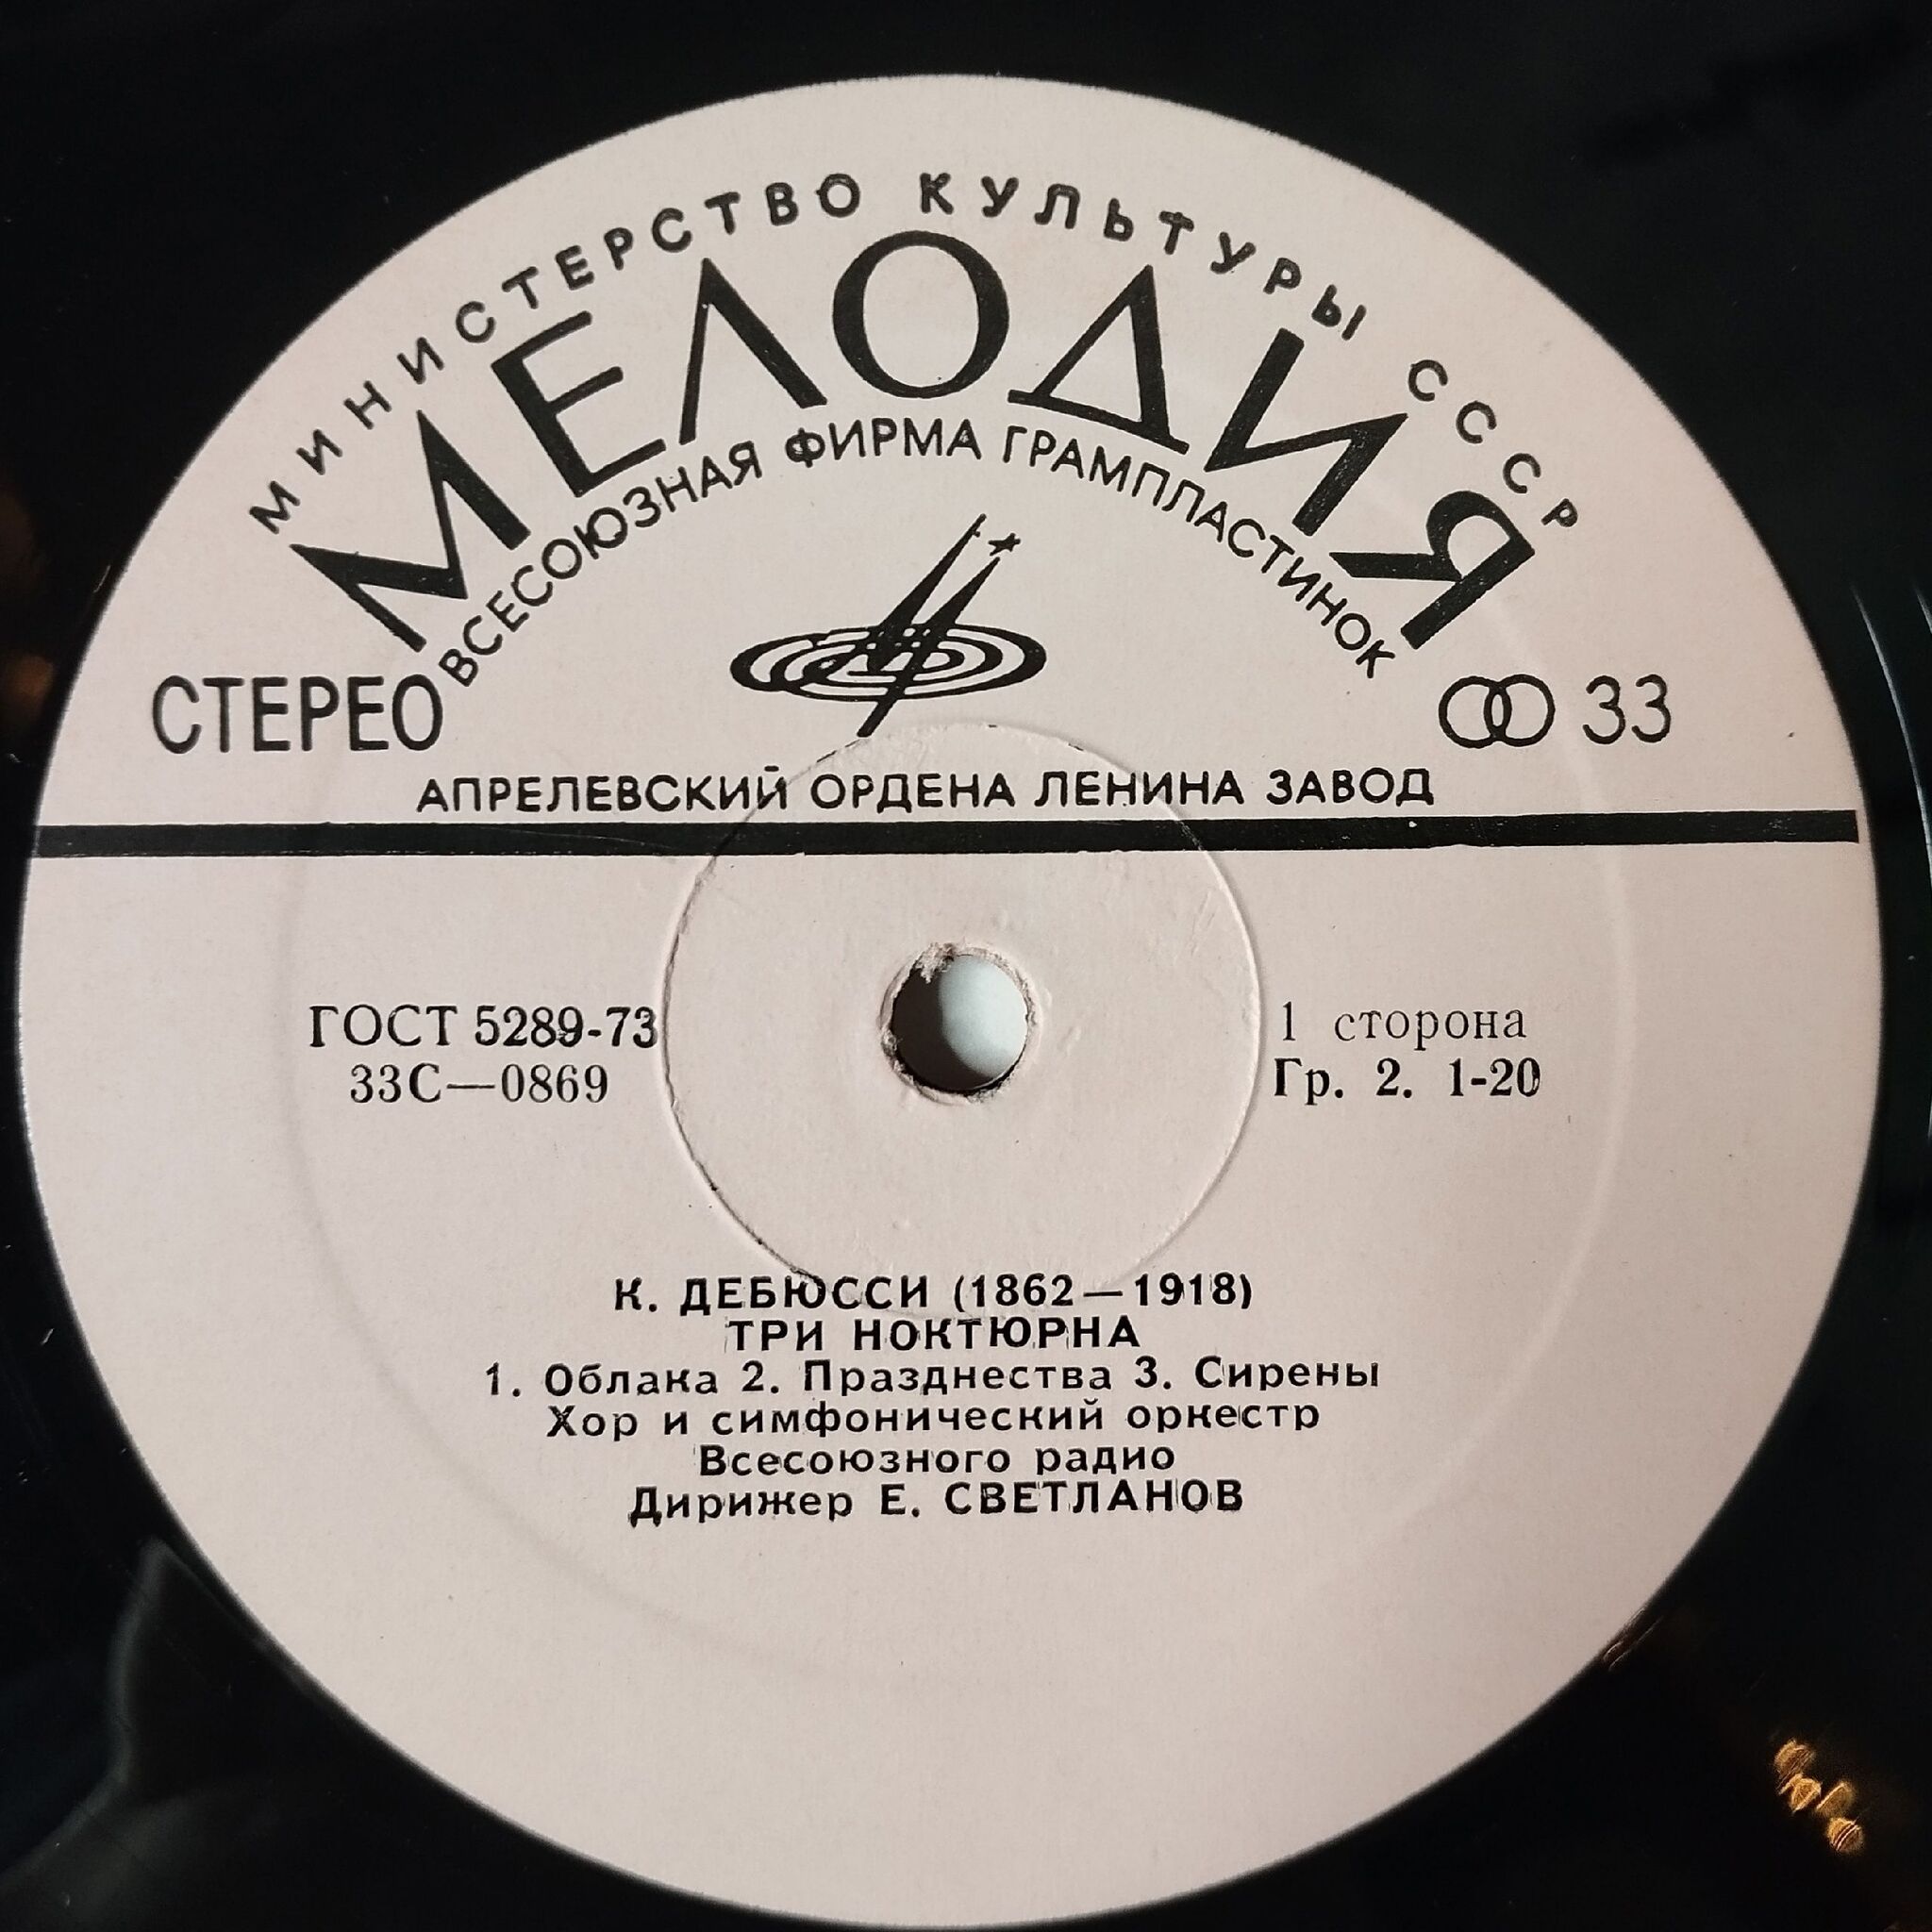 МИНИСТЕРСТВО КУЛЬТУРЫ СССР
МЕЛОДИЯ
ВСЕСОЮЗНАЯ ФИРМА ГРАМПЛАСТИНОК
СТЕРЕО
33
АПРЕЛЕВСКИЙ ОРДЕНА ЛЕНИНА ЗАВОД
ГОСТ 5289-73
33С—0869
1 сторона
Гр. 2. 1-20
К. ДЕБЮССИ (1862—1918)
ТРИ НОКТЮРНА
1. Облака 2. Празднества 3. Сирены
Хор и симфонический оркестр
Всесоюзного радио
Дирижер Е. СВЕТЛАНОВ